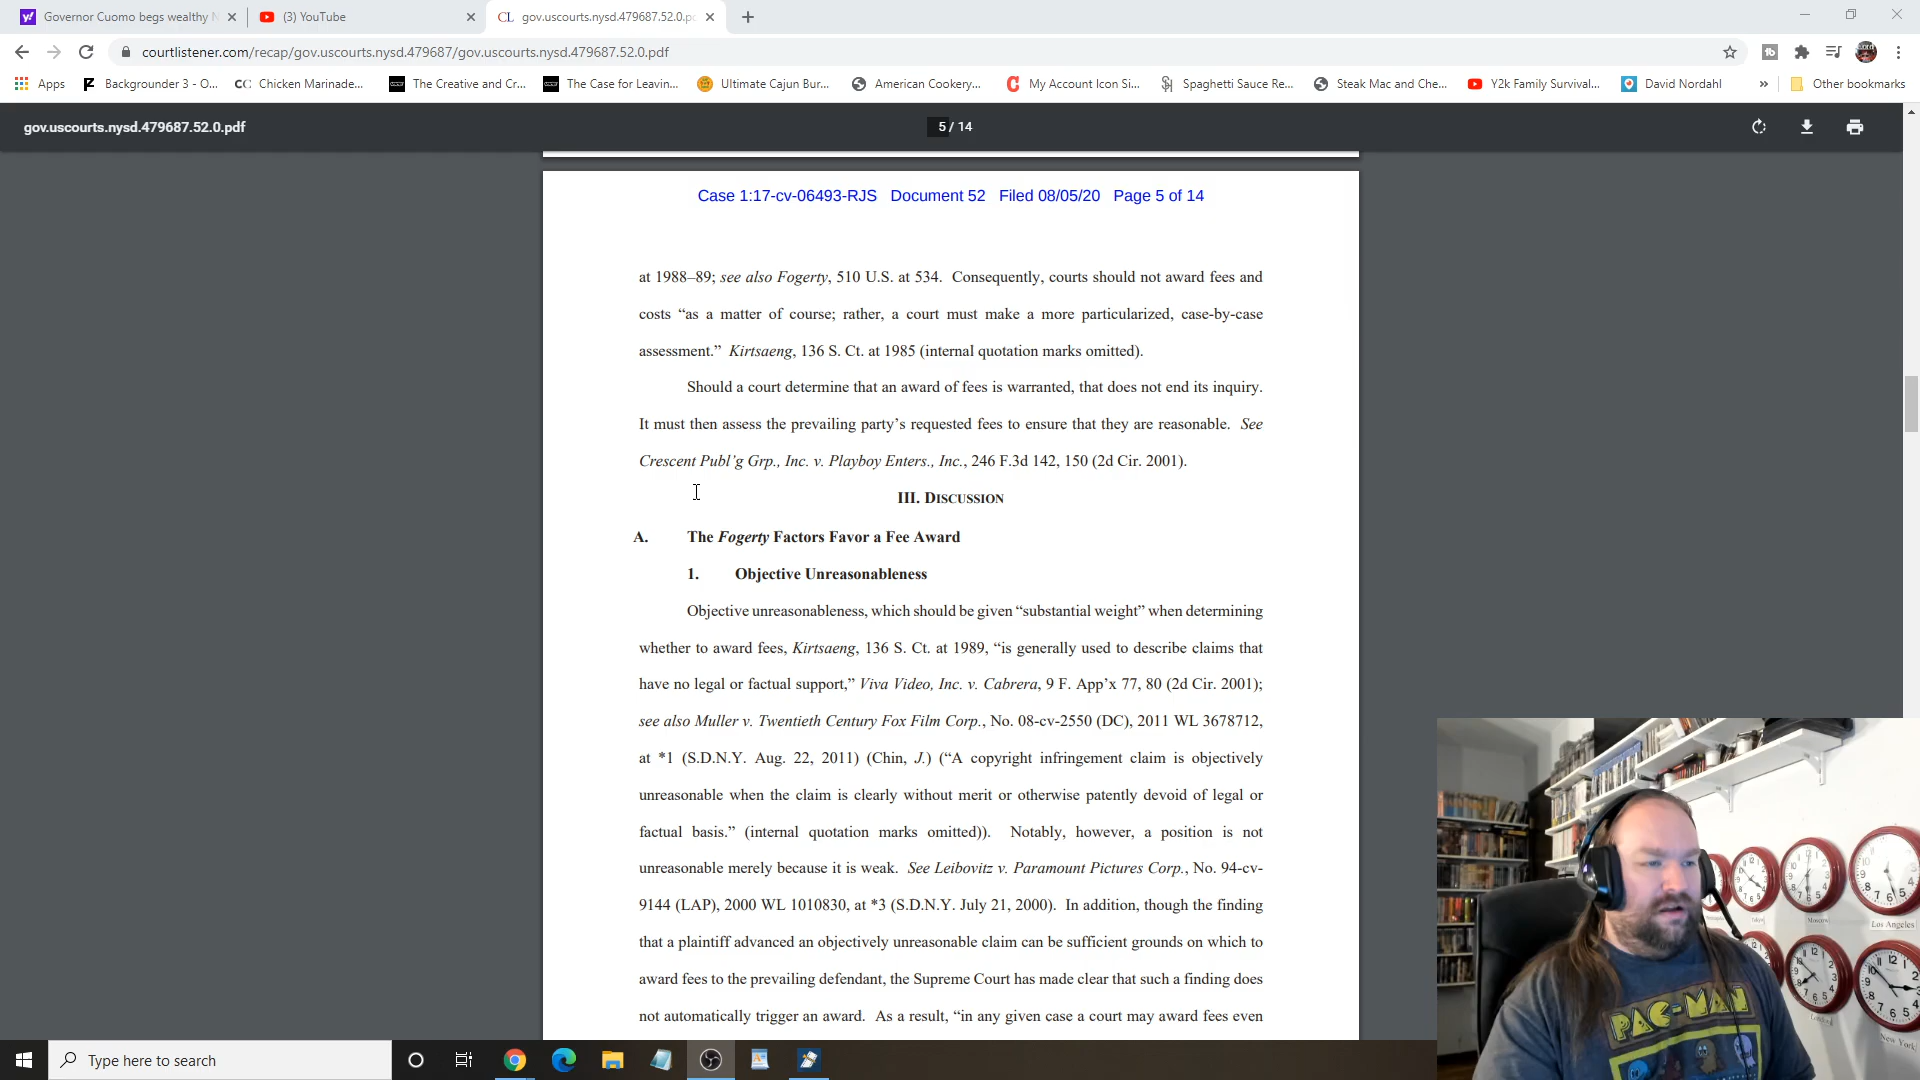 Governor Cuomo begs wealthy
(3) YouTube
CL gov.uscourts.nysd.479687.52.0.pd
courtlistener.com/recap/gov.uscourts.nysd.479687/gov.uscourts.nysd.479687.52.0.pdf
Apps
Backgrounder 3 - O...
CC Chicken Marinade...
The Creative and Cr...
The Case for Leavin...
Ultimate Cajun Bur...
American Cookery...
My Account Icon Si...
Spaghetti Sauce Re...
Steak Mac and Che...
Y2k Family Survival...
David Nordahl
»
Other bookmarks
gov.uscourts.nysd.479687.52.0.pdf
5 / 14
Case 1:17-cv-06493-RJS Document 52 Filed 08/05/20 Page 5 of 14
at 1988–89; see also Fogerty, 510 U.S. at 534. Consequently, courts should not award fees and
costs “as a matter of course; rather, a court must make a more particularized, case-by-case
assessment.” Kirtsaeng, 136 S. Ct. at 1985 (internal quotation marks omitted).
Should a court determine that an award of fees is warranted, that does not end its inquiry.
It must then assess the prevailing party’s requested fees to ensure that they are reasonable. See
Crescent Publ’g Grp., Inc. v. Playboy Enters., Inc., 246 F.3d 142, 150 (2d Cir. 2001).
III. DISCUSSION
A. The Fogerty Factors Favor a Fee Award
1. Objective Unreasonableness
Objective unreasonableness, which should be given “substantial weight” when determining
whether to award fees, Kirtsaeng, 136 S. Ct. at 1989, “is generally used to describe claims that
have no legal or factual support,” Viva Video, Inc. v. Cabrera, 9 F. App’x 77, 80 (2d Cir. 2001);
see also Muller v. Twentieth Century Fox Film Corp., No. 08-cv-2550 (DC), 2011 WL 3678712,
at *1 (S.D.N.Y. Aug. 22, 2011) (Chin, J.) (“A copyright infringement claim is objectively
unreasonable when the claim is clearly without merit or otherwise patently devoid of legal or
factual basis.” (internal quotation marks omitted)). Notably, however, a position is not
unreasonable merely because it is weak. See Leibovitz v. Paramount Pictures Corp., No. 94-cv-
9144 (LAP), 2000 WL 1010830, at *3 (S.D.N.Y. July 21, 2000). In addition, though the finding
that a plaintiff advanced an objectively unreasonable claim can be sufficient grounds on which to
award fees to the prevailing defendant, the Supreme Court has made clear that such a finding does
not automatically trigger an award. As a result, “in any given case a court may award fees even
Moscow
Los Angeles
London
New York
PAC-MAN
Type here to search